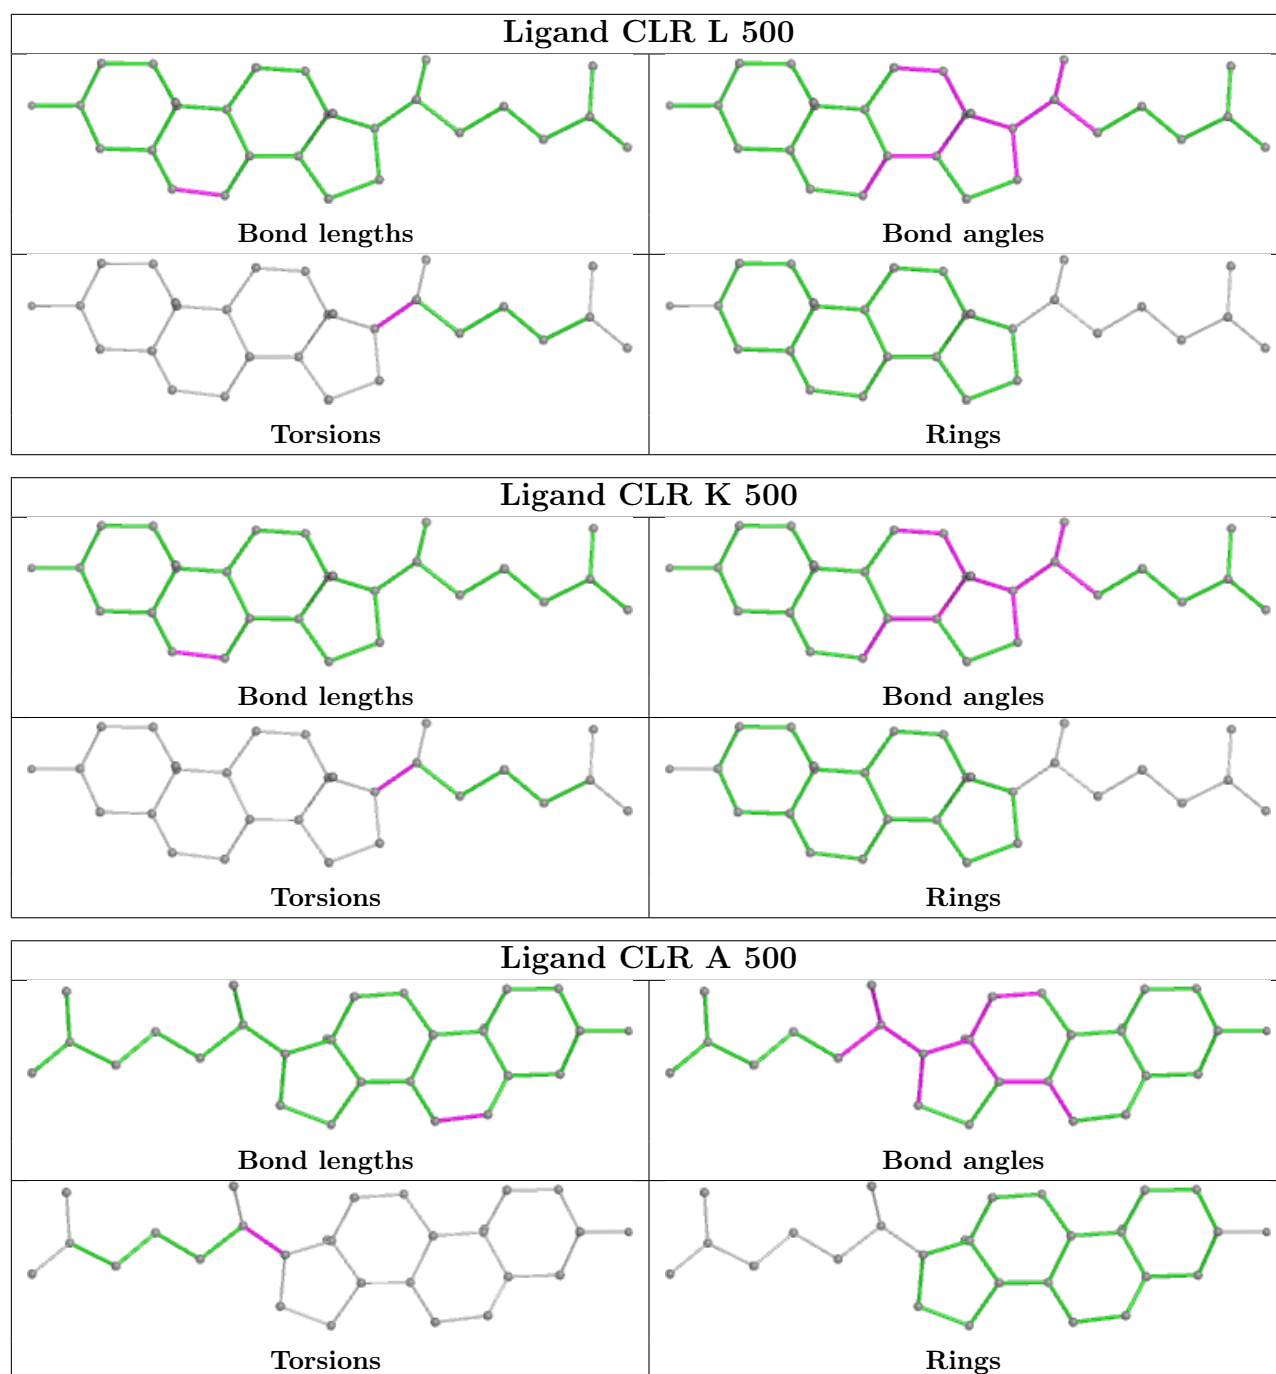 Ligand CLR L 500
Bond lengths
Bond angles
Torsions
Rings
Ligand CLR K 500
Bond lengths
Bond angles
Torsions
Rings
Ligand CLR A 500
Bond lengths
Bond angles
Torsions
Rings